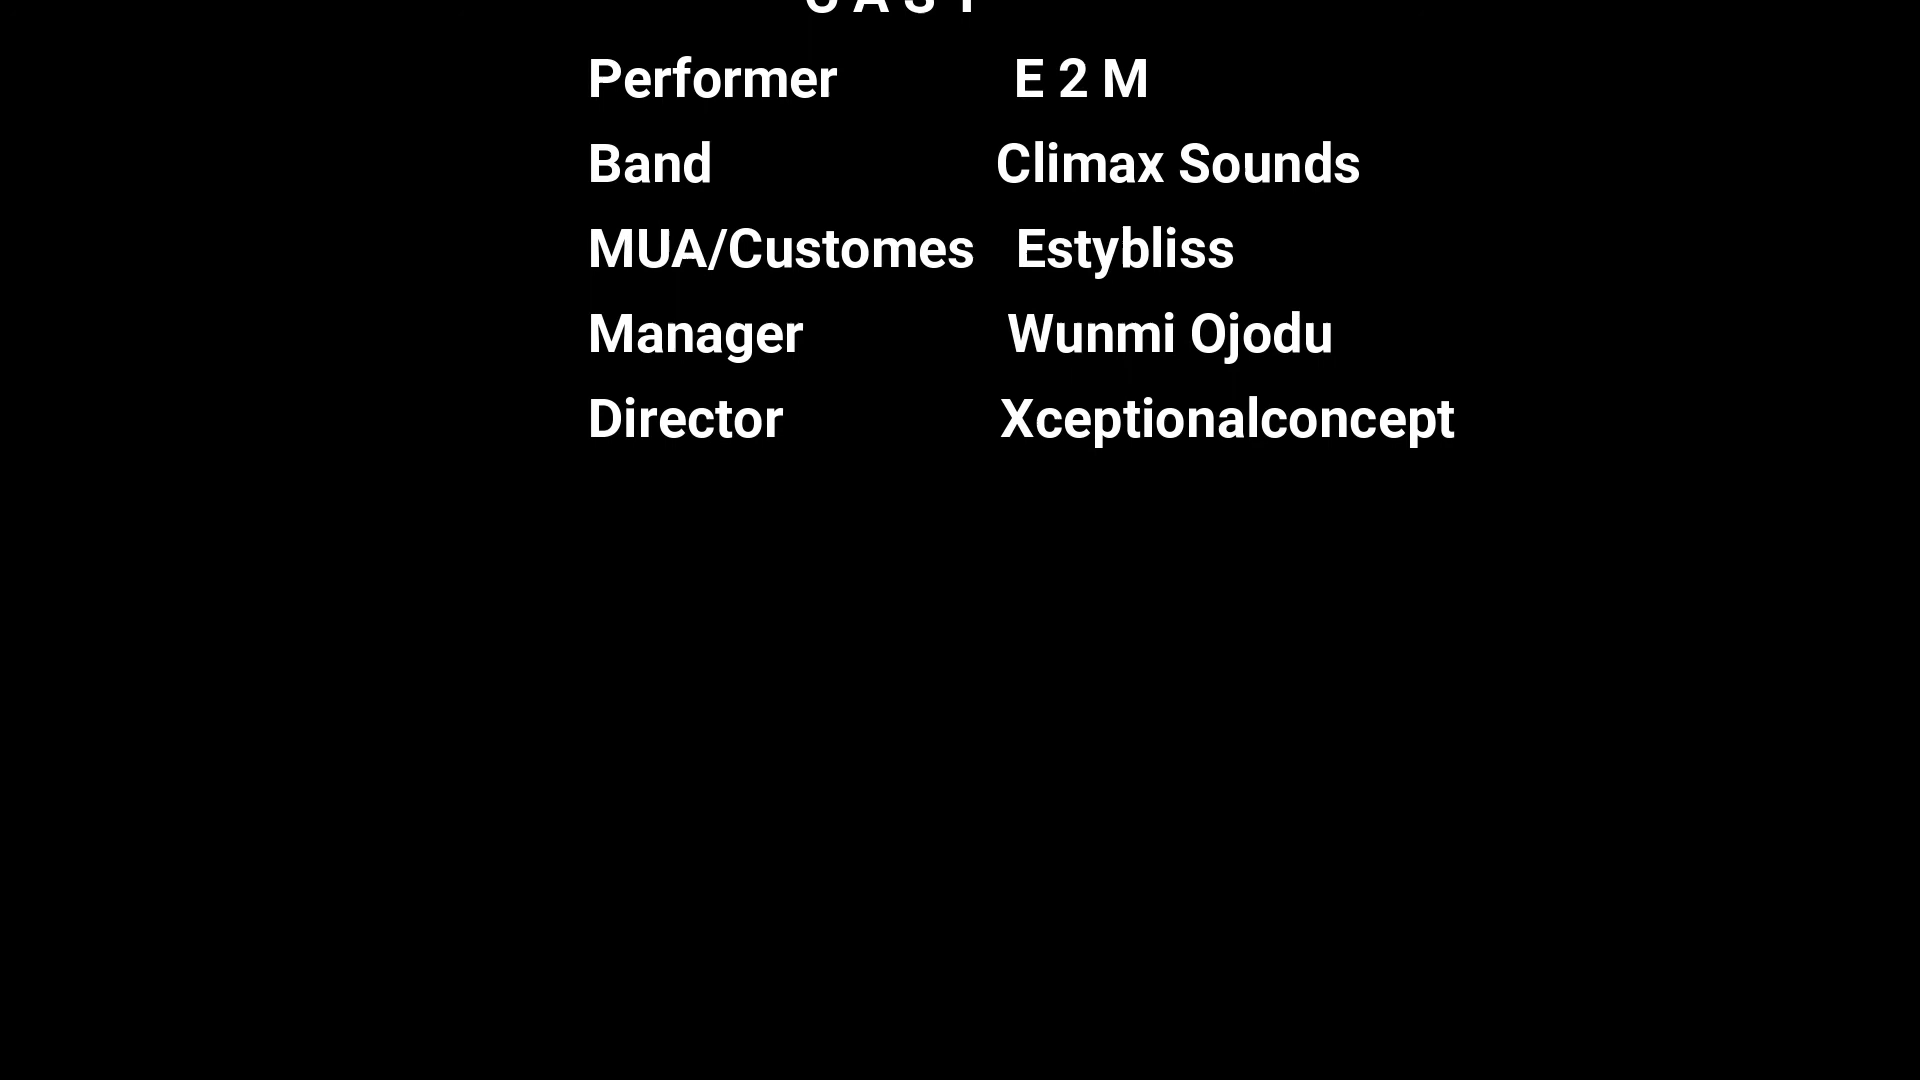 C A S T
Performer E 2 M
Band Climax Sounds
MUA/Customes Estybliss
Manager Wunmi Ojodu
Director Xceptionalconcept